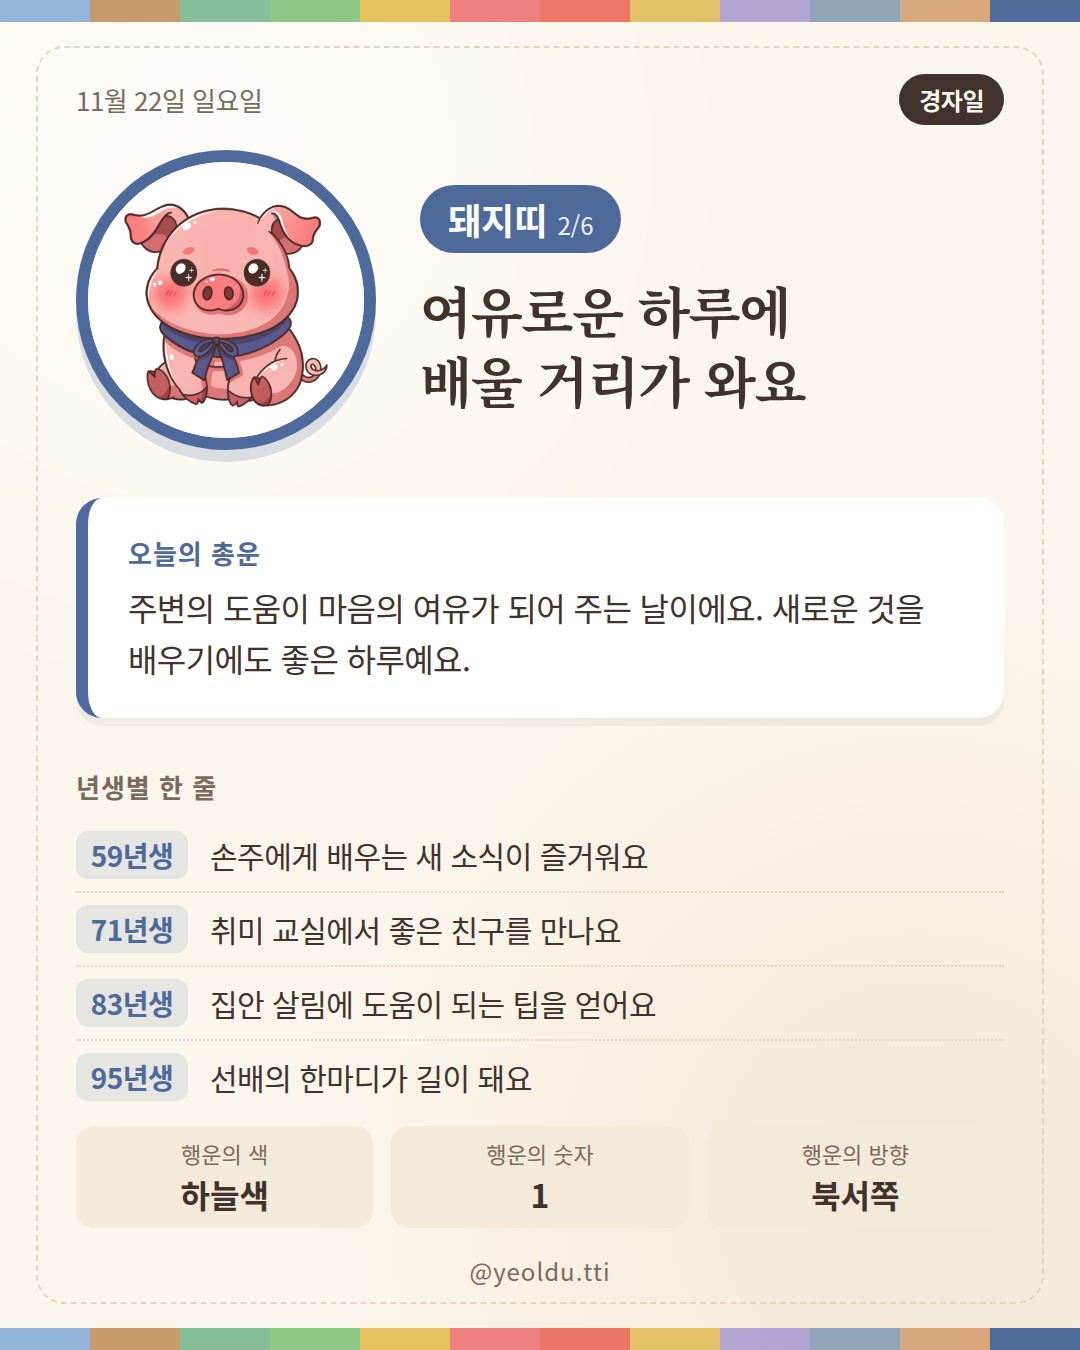 11월 22일 일요일
경자일
돼지띠 2/6
여유로운 하루에
배울 거리가 와요
오늘의 총운
주변의 도움이 마음의 여유가 되어 주는 날이에요. 새로운 것을
배우기에도 좋은 하루예요.
년생별 한 줄
59년생 손주에게 배우는 새 소식이 즐거워요
71년생 취미 교실에서 좋은 친구를 만나요
83년생 집안 살림에 도움이 되는 팁을 얻어요
95년생 선배의 한마디가 길이 돼요
행운의 색
하늘색
행운의 숫자
1
행운의 방향
북서쪽
@yeoldu.tti